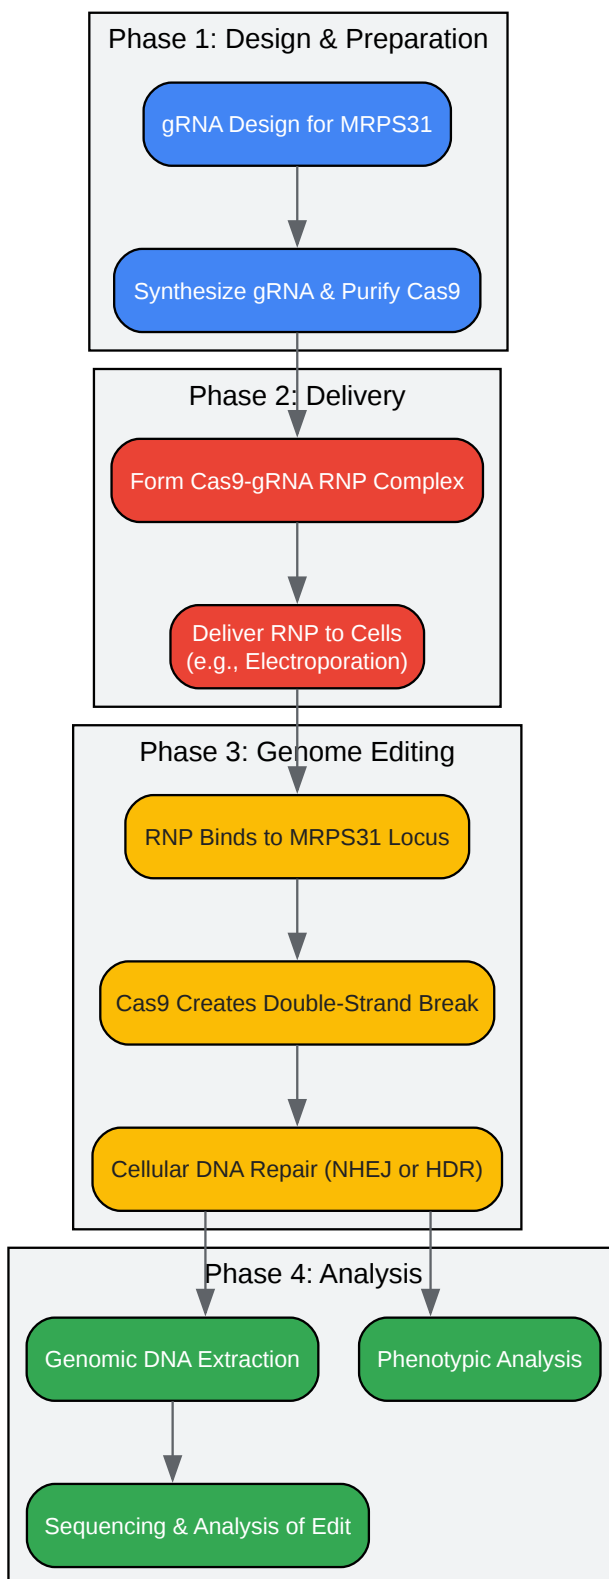 Phase 1: Design & Preparation
gRNA Design for MRPS31
Synthesize gRNA & Purify Cas9
Phase 2: Delivery
Form Cas9-gRNA RNP Complex
Deliver RNP to Cells
(e.g., Electroporation)
Phase 3: Genome Editing
RNP Binds to MRPS31 Locus
Cas9 Creates Double-Strand Break
Cellular DNA Repair (NHEJ or HDR)
Phase 4: Analysis
Genomic DNA Extraction
Phenotypic Analysis
Sequencing & Analysis of Edit